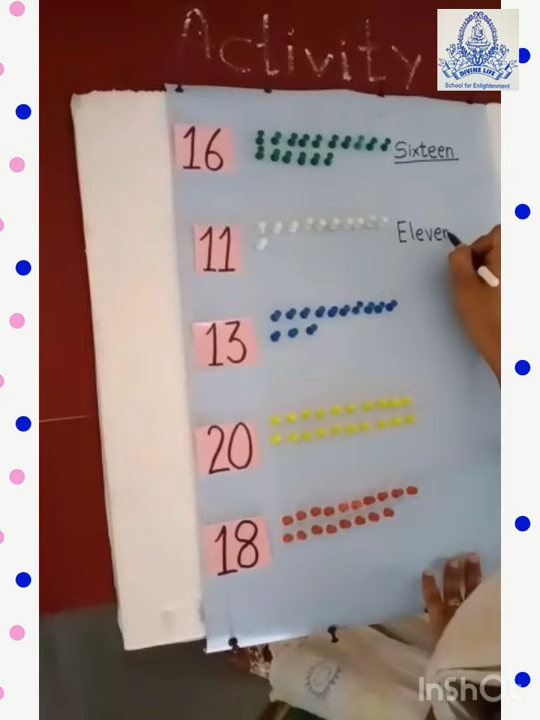 Activity
DIVINE LIFE
School for Enlightenment
16 Sixteen
11 Eleven
13
20
18
InShOt